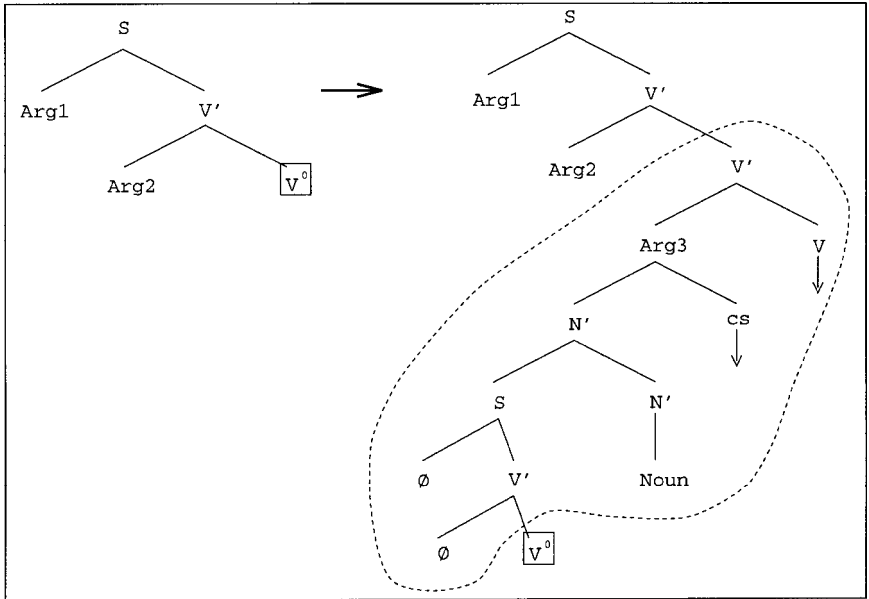 S
Arg1 V'
Arg2 V⁰
S
Arg1 V'
Arg2 V'
Arg3 V
N' cs
S N'
Ø V' Noun
Ø V⁰